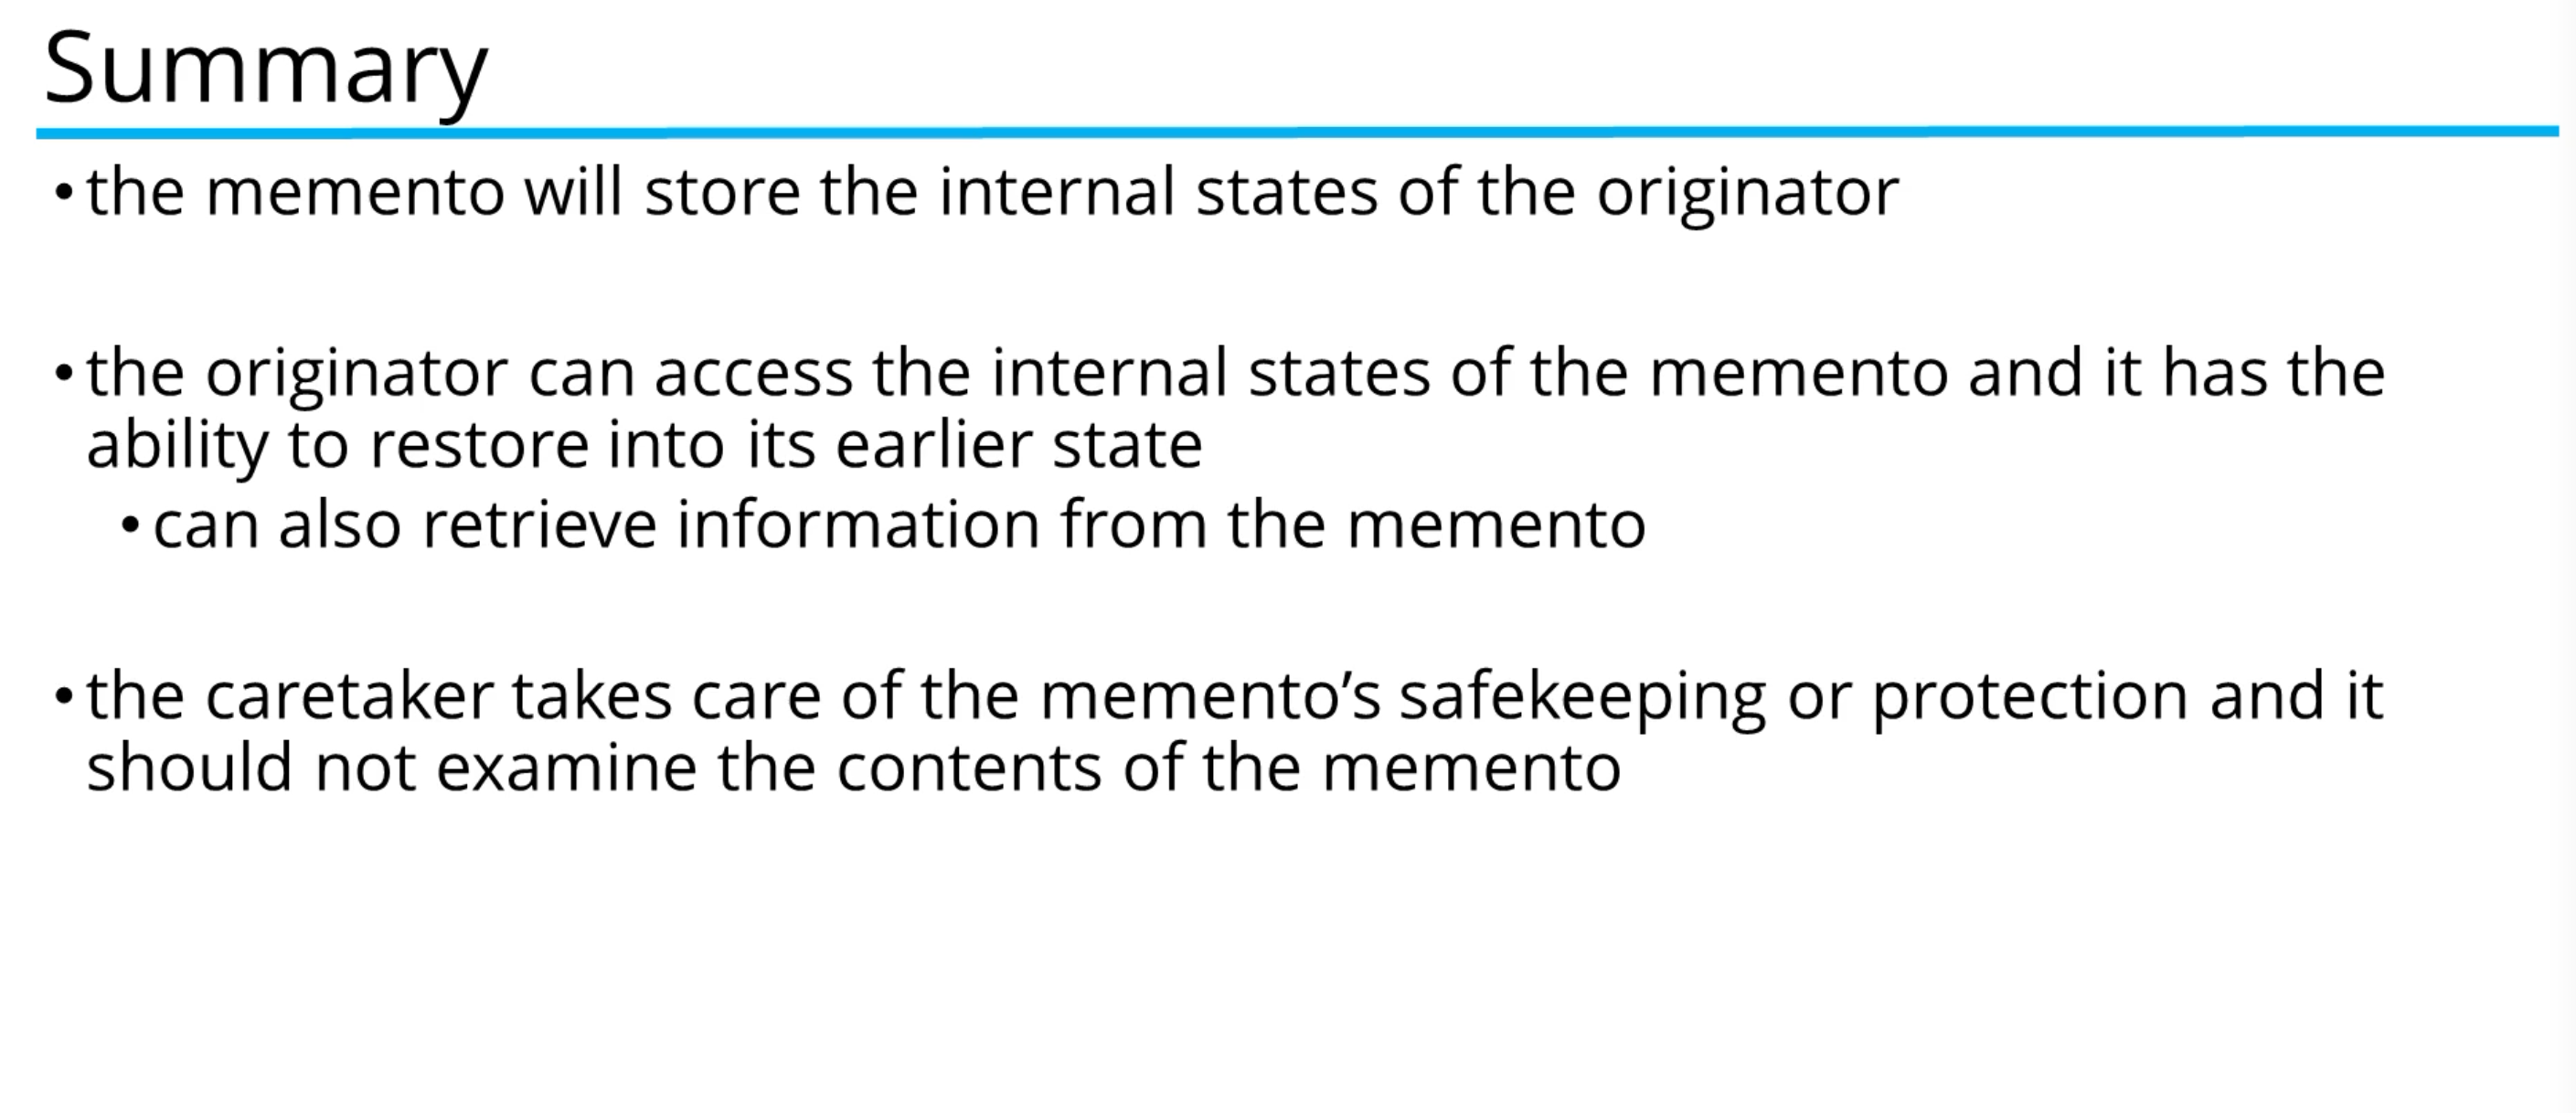 Summary
•the memento will store the internal states of the originator
•the originator can access the internal states of the memento and it has the
ability to restore into its earlier state
•can also retrieve information from the memento
•the caretaker takes care of the memento’s safekeeping or protection and it
should not examine the contents of the memento